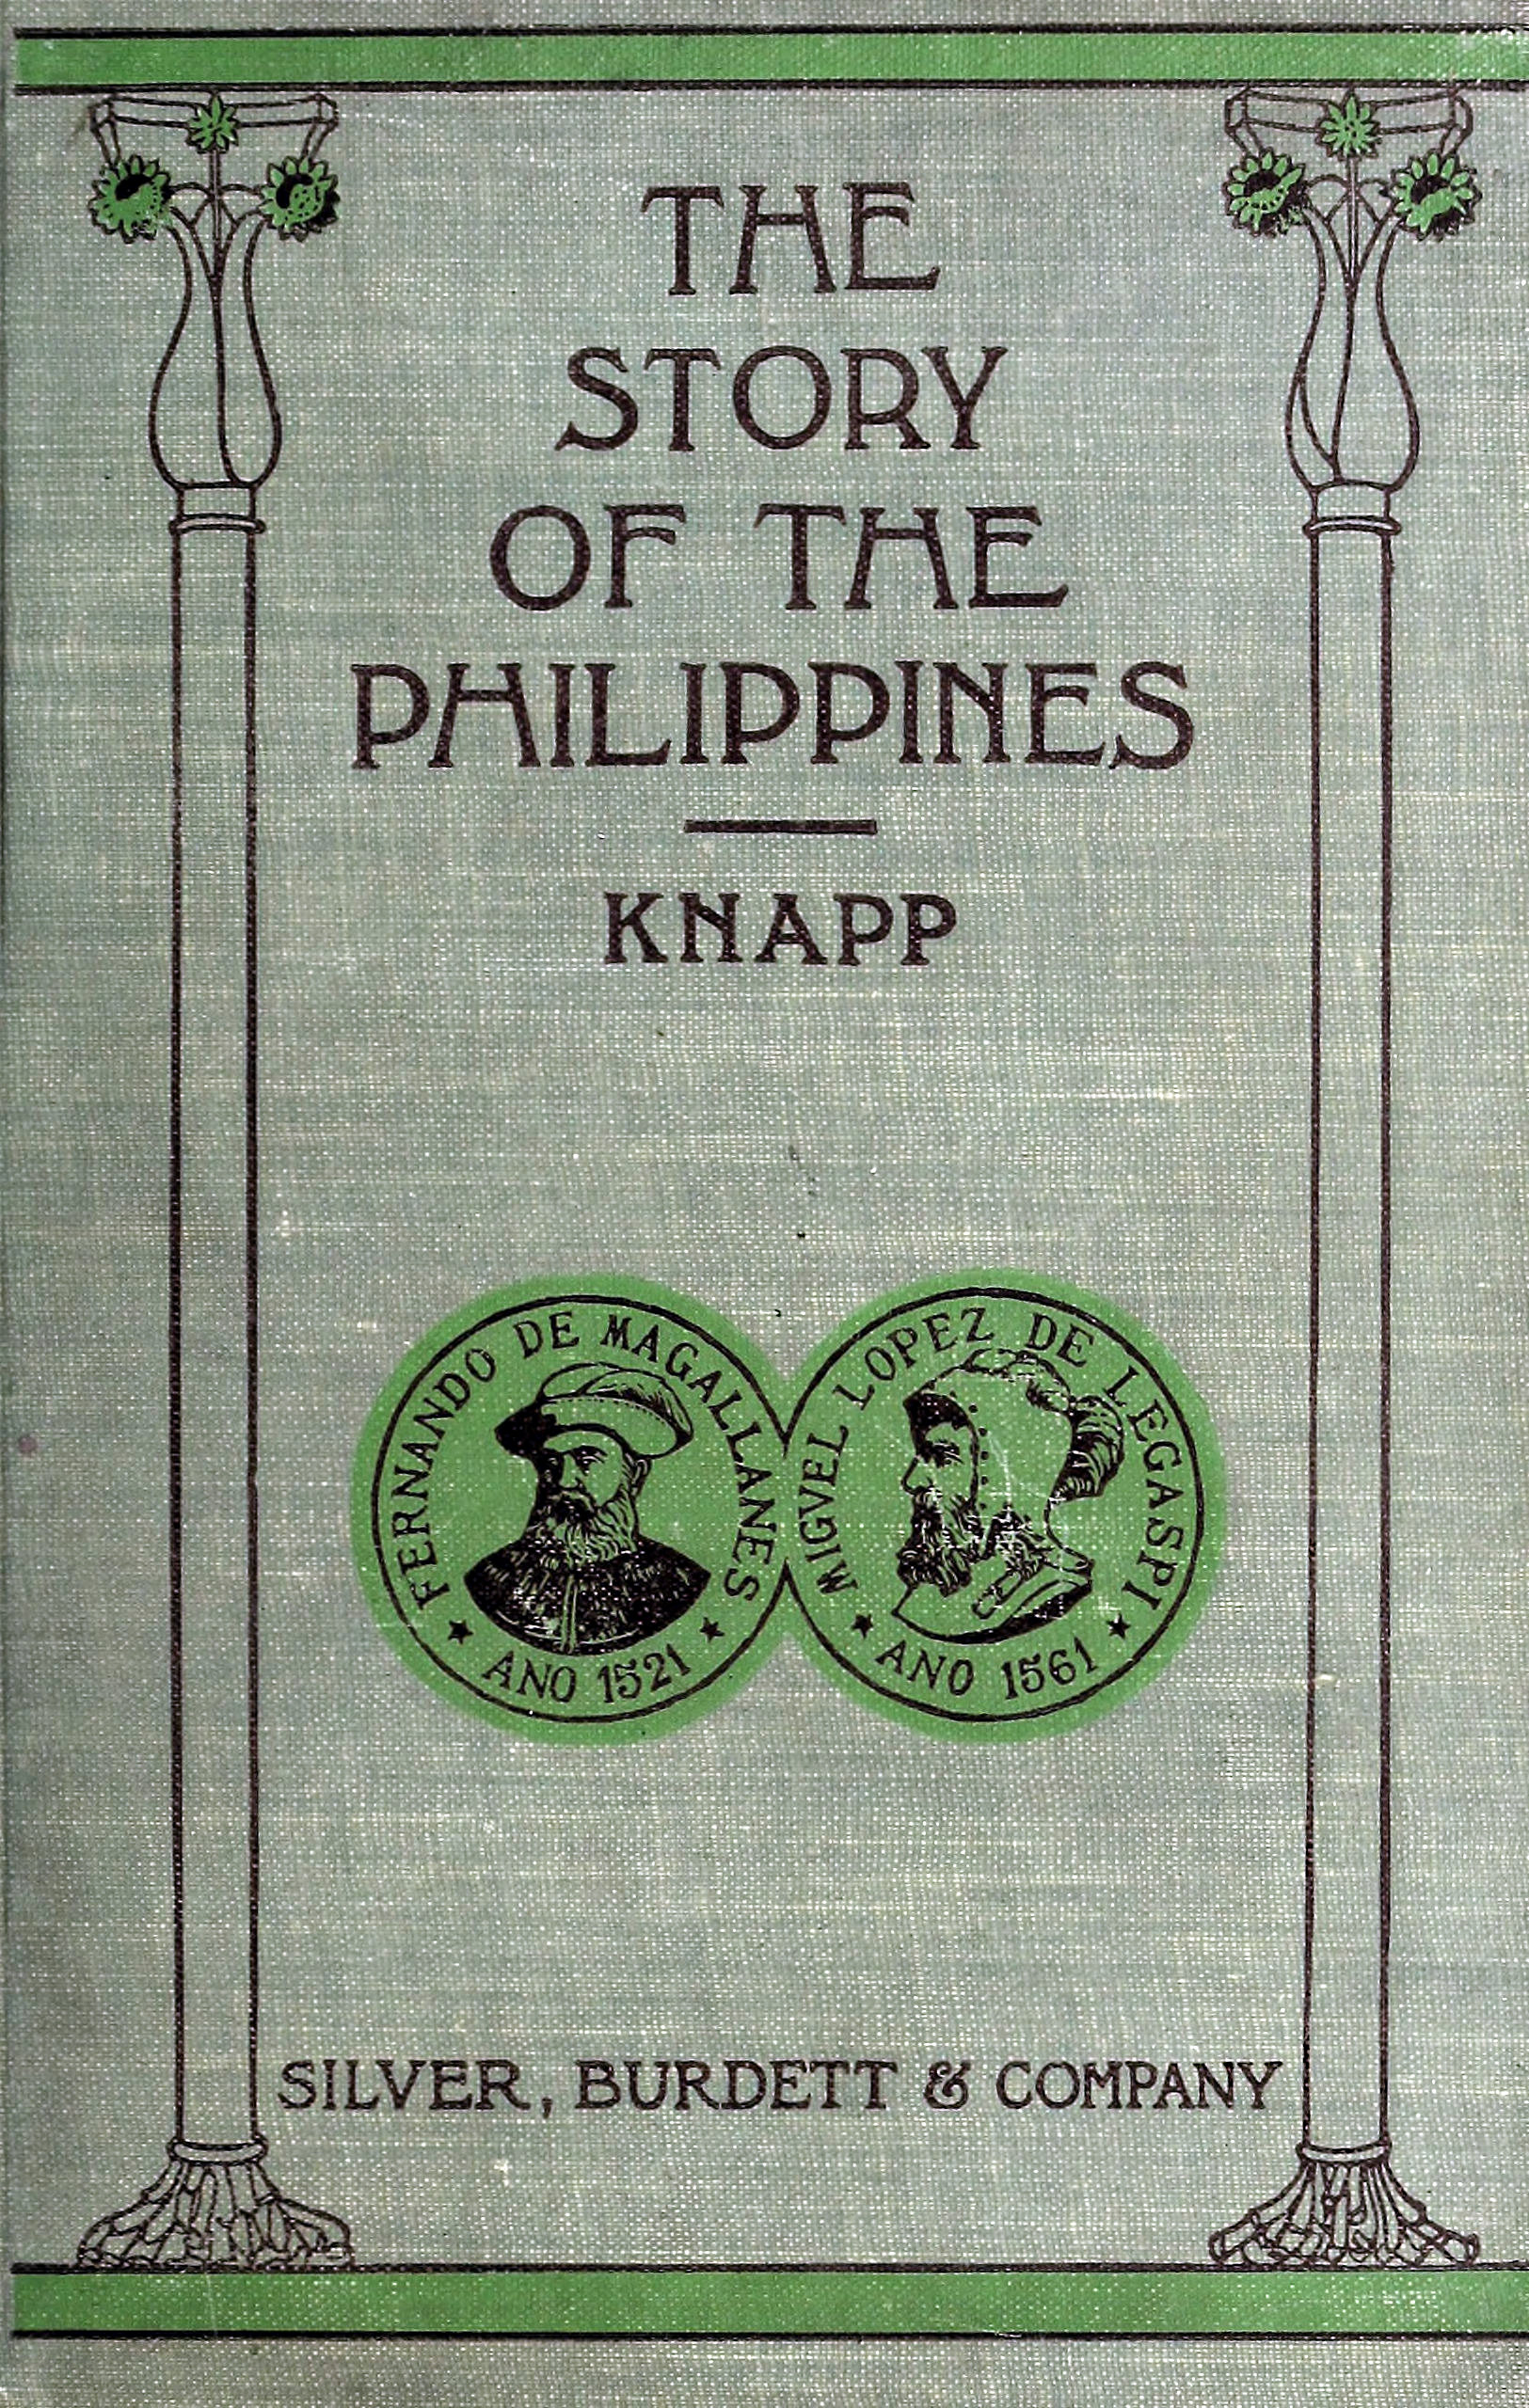 THE
STORY
OF THE
PHILIPPINES
KNAPP
FERNANDO DE MAGALLANES
ANO 1521
MIGVEL LOPEZ DE LEGASPI
ANO 1561
SILVER, BURDETT & COMPANY